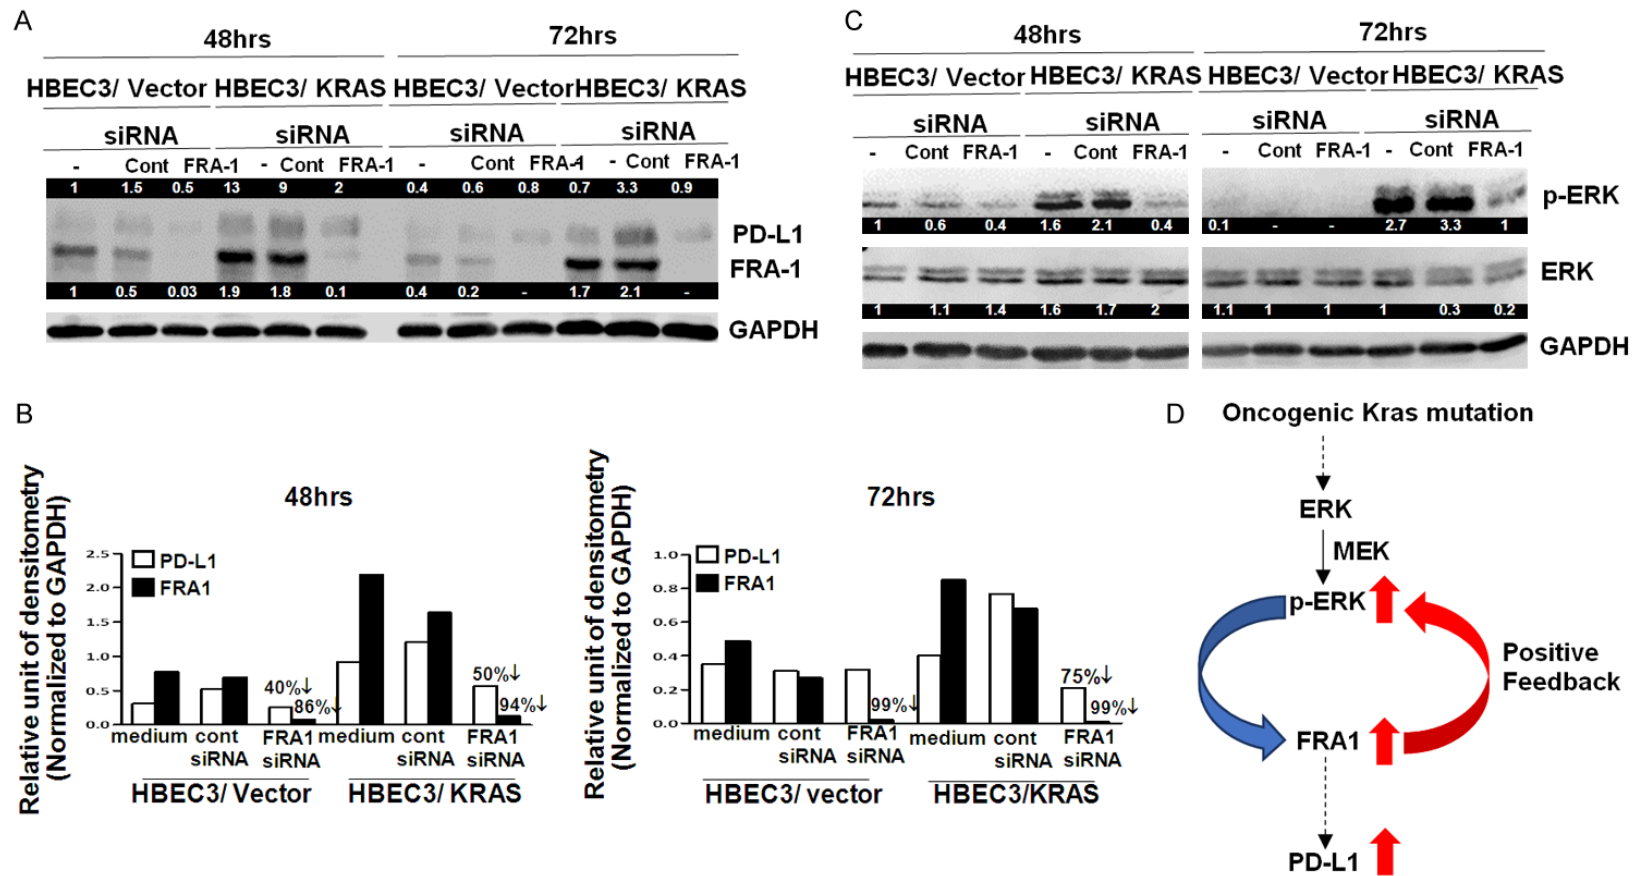 A
48hrs 72hrs
HBEC3/ Vector HBEC3/ KRAS HBEC3/ Vector HBEC3/ KRAS
siRNA siRNA siRNA siRNA
- Cont FRA-1 - Cont FRA-1 - Cont FRA-1 - Cont FRA-1
1 1.5 0.5 13 9 2 0.4 0.6 0.8 0.7 3.3 0.9
PD-L1
FRA-1
1 0.5 0.03 1.9 1.8 0.1 0.4 0.2 - 1.7 2.1 -
GAPDH
C
48hrs 72hrs
HBEC3/ Vector HBEC3/ KRAS HBEC3/ Vector HBEC3/ KRAS
siRNA siRNA siRNA siRNA
- Cont FRA-1 - Cont FRA-1 - Cont FRA-1 - Cont FRA-1
p-ERK
1 0.6 0.4 1.6 2.1 0.4 0.1 - - 2.7 3.3 1
ERK
1 1.1 1.4 1.6 1.7 2 1.1 1 1 1 0.3 0.2
GAPDH
B
Relative unit of densitometry
(Normalized to GAPDH)
48hrs
PD-L1
FRA1
2.5
2.0
1.5
1.0
0.5
0.0
40%↓
86%↓
50%↓
94%↓
medium cont siRNA FRA1 siRNA medium cont siRNA FRA1 siRNA
HBEC3/ Vector HBEC3/ KRAS
Relative unit of densitometry
(Normalized to GAPDH)
72hrs
PD-L1
FRA1
1.0
0.8
0.6
0.4
0.2
0.0
99%↓
75%↓
99%↓
medium cont siRNA FRA1 siRNA medium cont siRNA FRA1 siRNA
HBEC3/ vector HBEC3/KRAS
D
Oncogenic Kras mutation
ERK
MEK
p-ERK
Positive
Feedback
FRA1
PD-L1